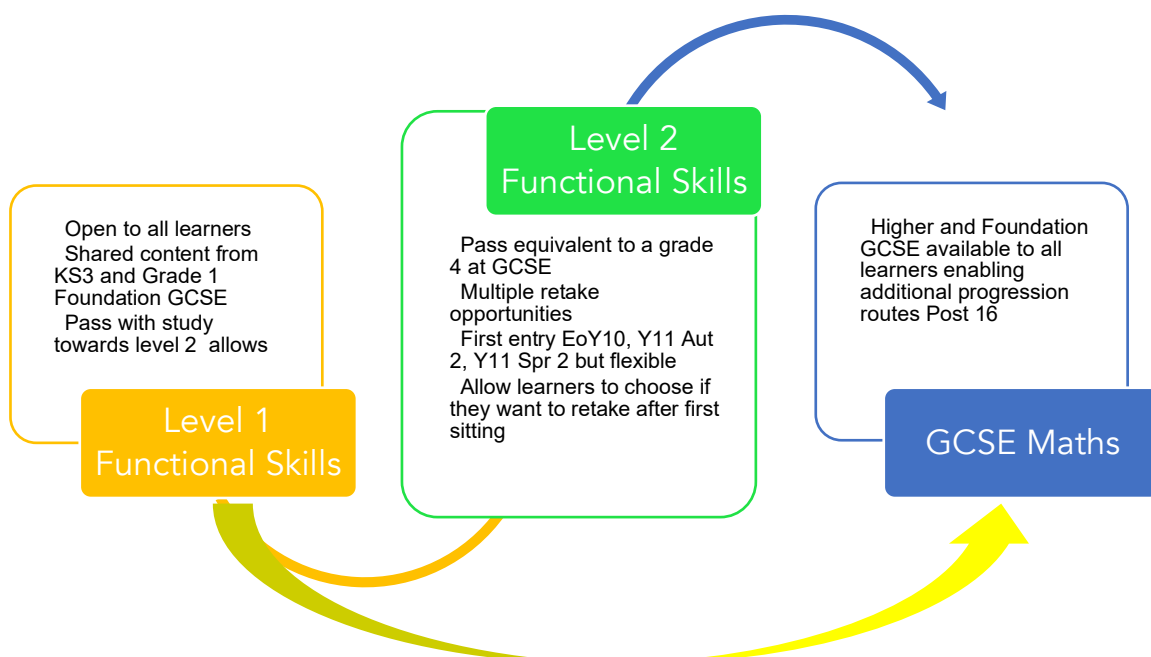 Open to all learners
Shared content from
KS3 and Grade 1
Foundation GCSE
Pass with study
towards level 2 allows
Level 1
Functional Skills
Level 2
Functional Skills
Pass equivalent to a grade
4 at GCSE
Multiple retake
opportunities
First entry EoY10, Y11 Aut
2, Y11 Spr 2 but flexible
Allow learners to choose if
they want to retake after first
sitting
Higher and Foundation
GCSE available to all
learners enabling
additional progression
routes Post 16
GCSE Maths